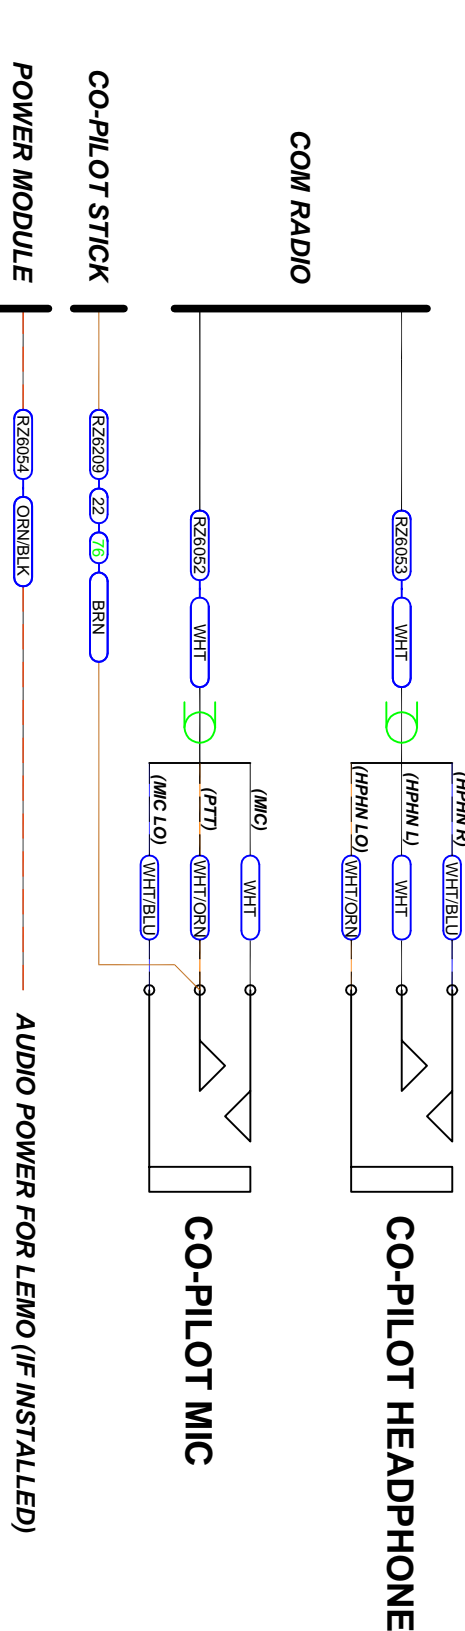 COM RADIO
RZ6053
WHT
(HPHN R)
WHT/BLU
(HPHN L)
WHT
(HPHN LO)
WHT/ORN
CO-PILOT HEADPHONE
RZ6052
WHT
(MIC)
WHT
(PTT)
WHT/ORN
(MIC LO)
WHT/BLU
CO-PILOT MIC
CO-PILOT STICK
RZ6209
22
76
BRN
POWER MODULE
RZ6054
ORN/BLK
AUDIO POWER FOR LEMO (IF INSTALLED)